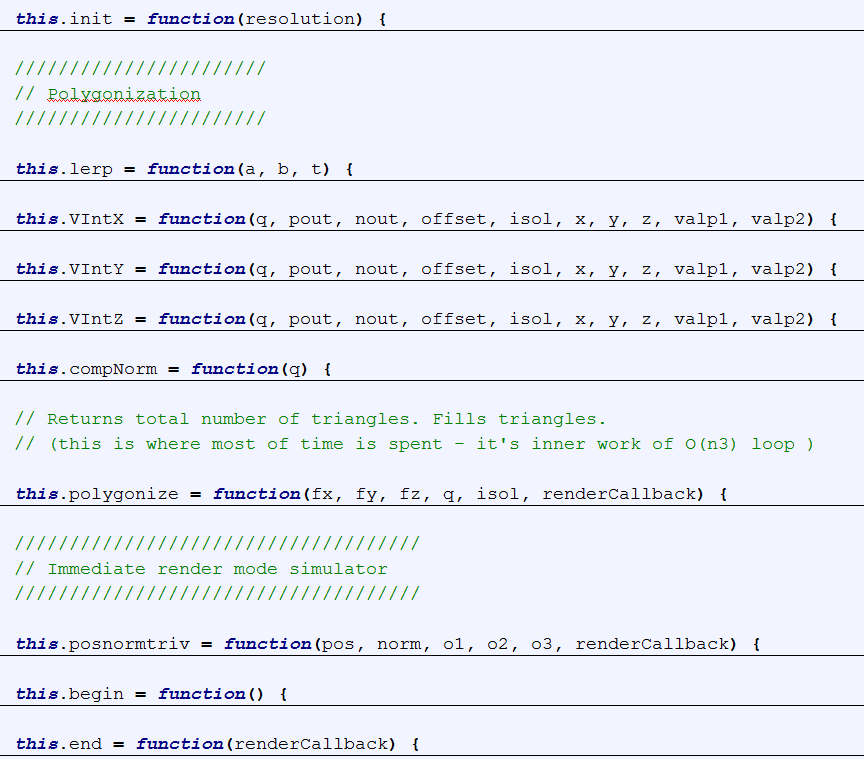 this.init = function(resolution) {
///////////////////////
// Polygonization
///////////////////////
this.lerp = function(a, b, t) {
this.VIntX = function(q, pout, nout, offset, isol, x, y, z, valp1, valp2) {
this.VIntY = function(q, pout, nout, offset, isol, x, y, z, valp1, valp2) {
this.VIntZ = function(q, pout, nout, offset, isol, x, y, z, valp1, valp2) {
this.compNorm = function(q) {
// Returns total number of triangles. Fills triangles.
// (this is where most of time is spent - it's inner work of O(n3) loop )
this.polygonize = function(fx, fy, fz, q, isol, renderCallback) {
/////////////////////////////////////
// Immediate render mode simulator
/////////////////////////////////////
this.posnormtriv = function(pos, norm, o1, o2, o3, renderCallback) {
this.begin = function() {
this.end = function(renderCallback) {